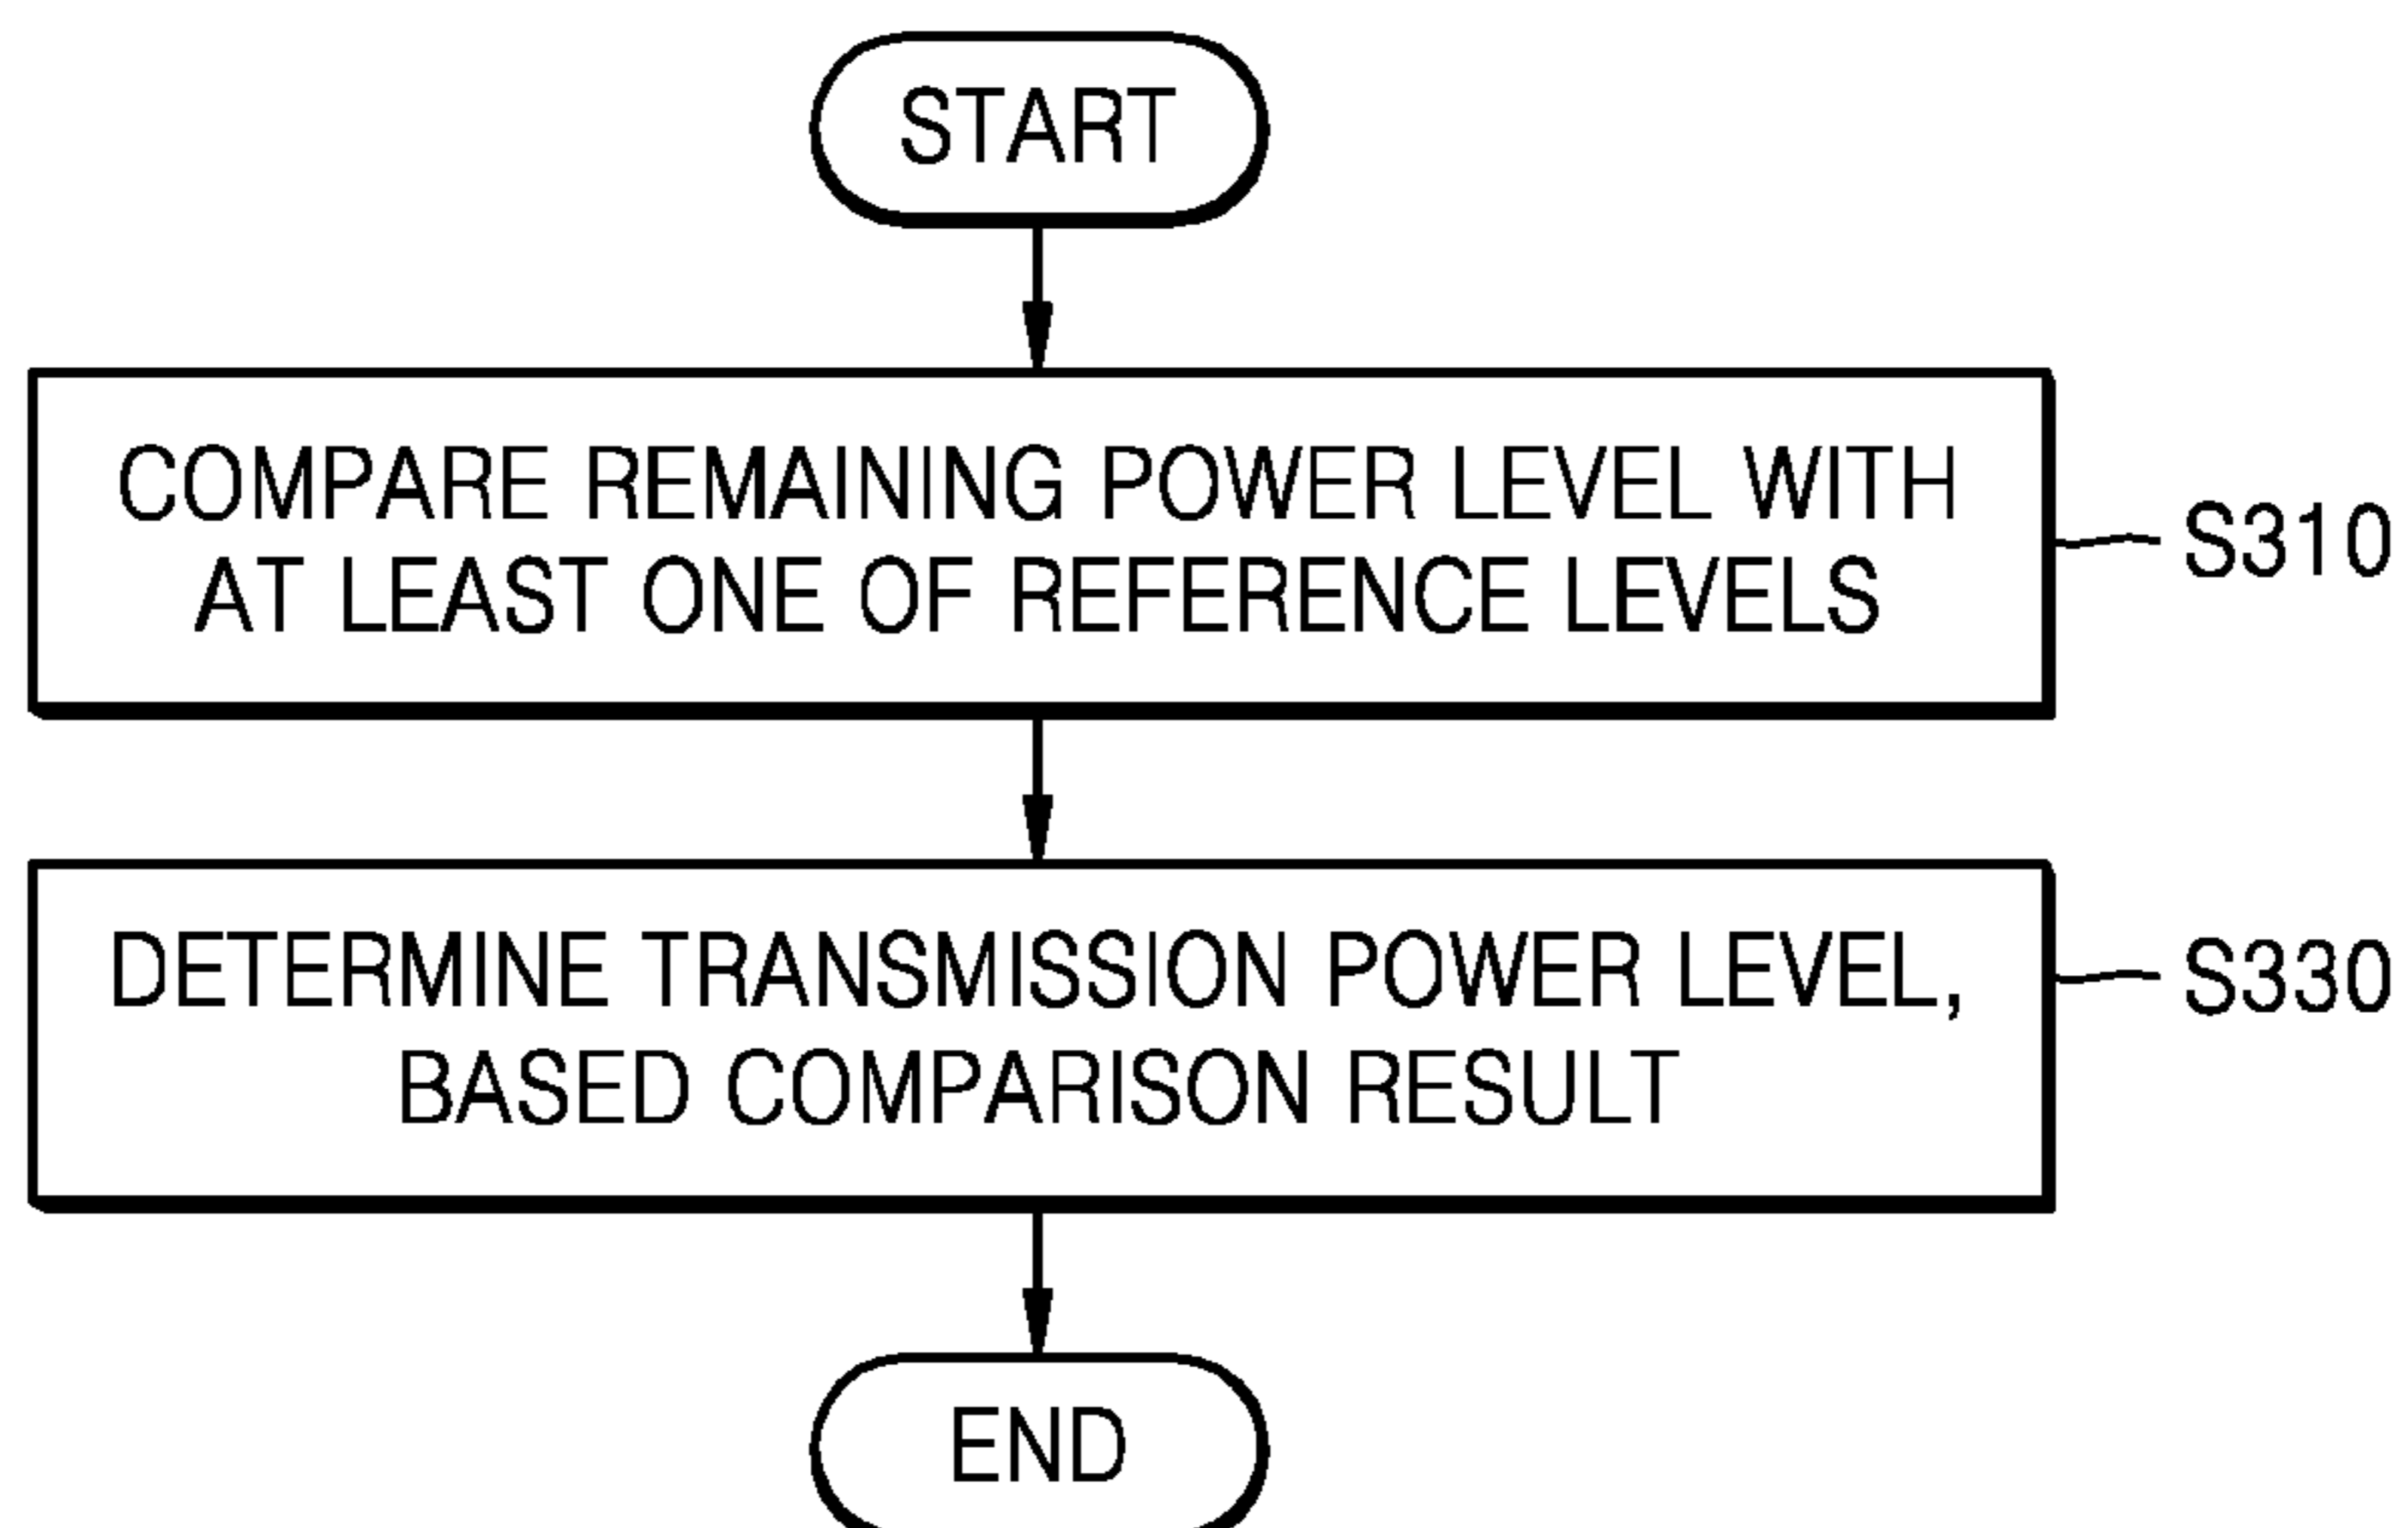 START
COMPARE REMAINING POWER LEVEL WITH
AT LEAST ONE OF REFERENCE LEVELS
S310
DETERMINE TRANSMISSION POWER LEVEL,
BASED COMPARISON RESULT
S330
END